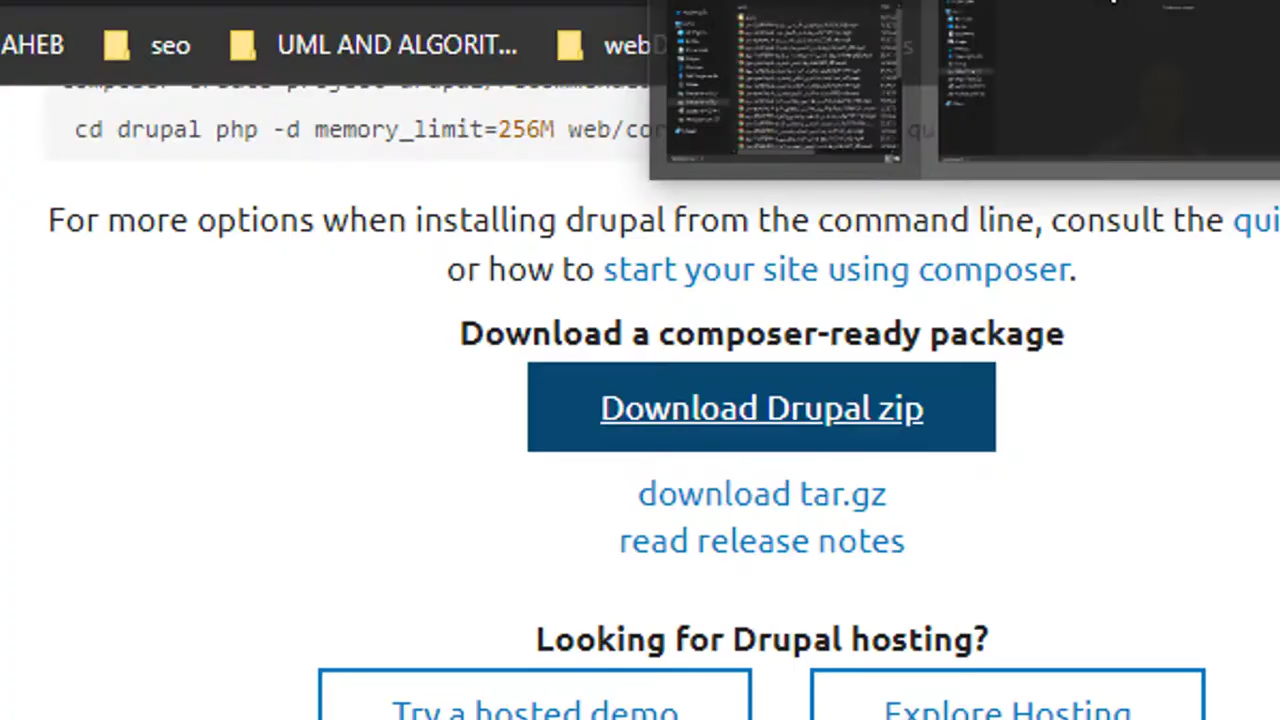 AHEB seo UML AND ALGORIT... web
cd drupal php -d memory_limit=256M
For more options when installing drupal from the command line, consult the
or how to start your site using composer.
Download a composer-ready package
Download Drupal zip
download tar.gz
read release notes
Looking for Drupal hosting?
Try a hosted demo Explore Hosting